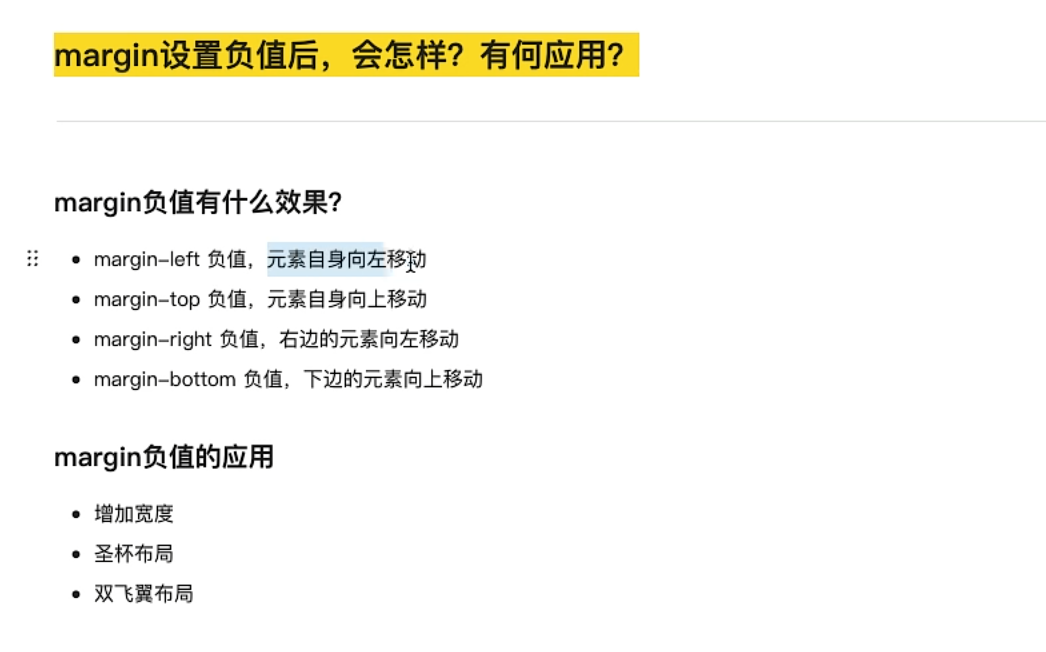 margin设置负值后，会怎样？有何应用？
margin负值有什么效果？
margin-left 负值，元素自身向左移动
margin-top 负值，元素自身向上移动
margin-right 负值，右边的元素向左移动
margin-bottom 负值，下边的元素向上移动
margin负值的应用
增加宽度
圣杯布局
双飞翼布局